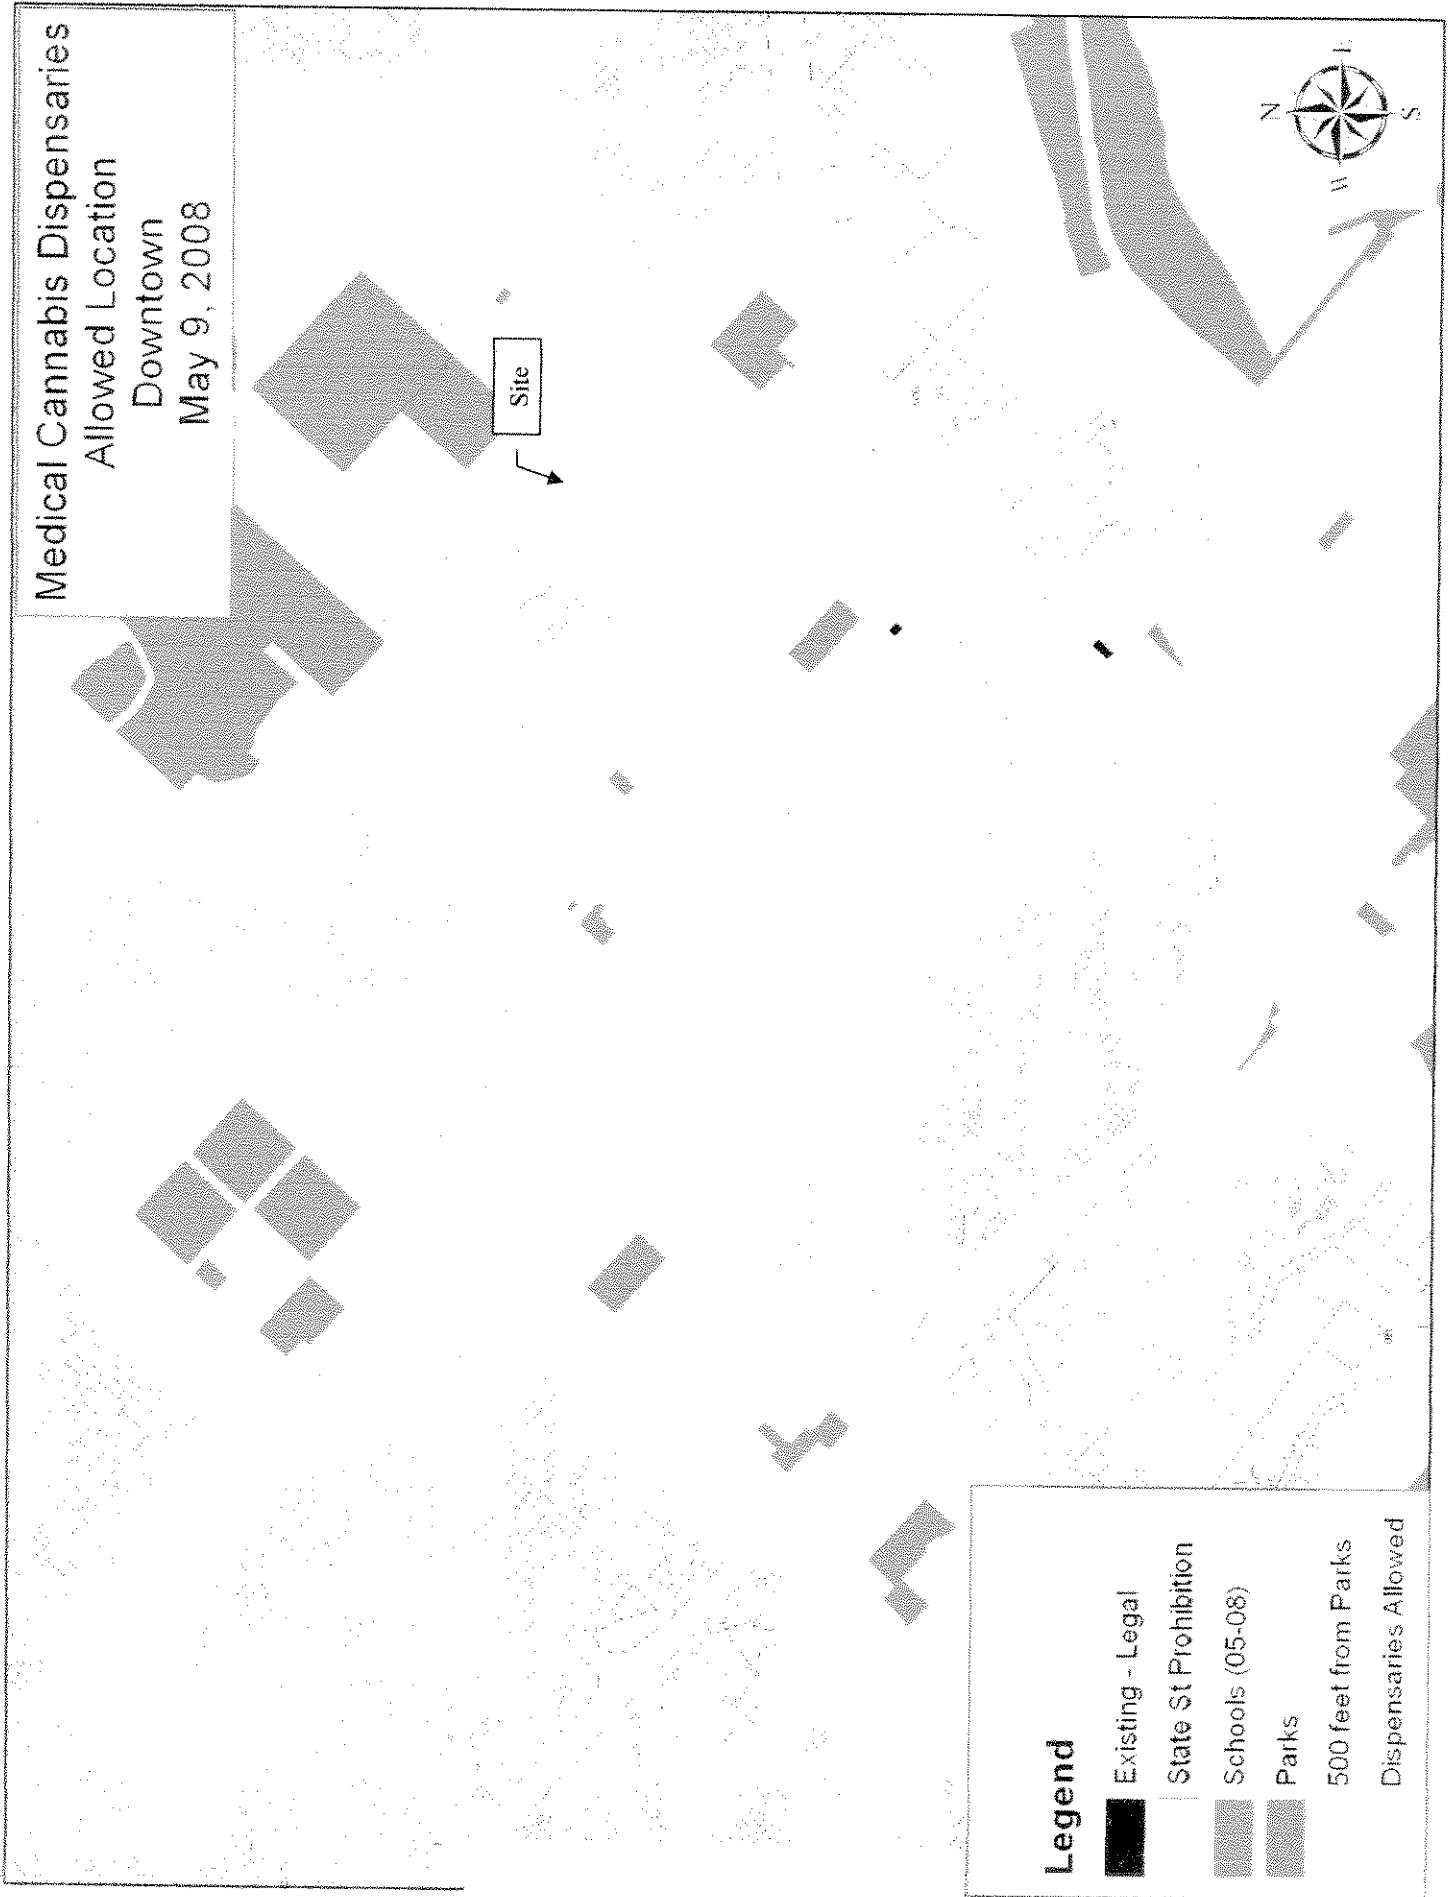 Medical Cannabis Dispensaries
Allowed Location
Downtown
May 9, 2008
N
S
W
Site
Legend
Existing - Legal
State St Prohibition
Schools (05-08)
Parks
500 feet from Parks
Dispensaries Allowed